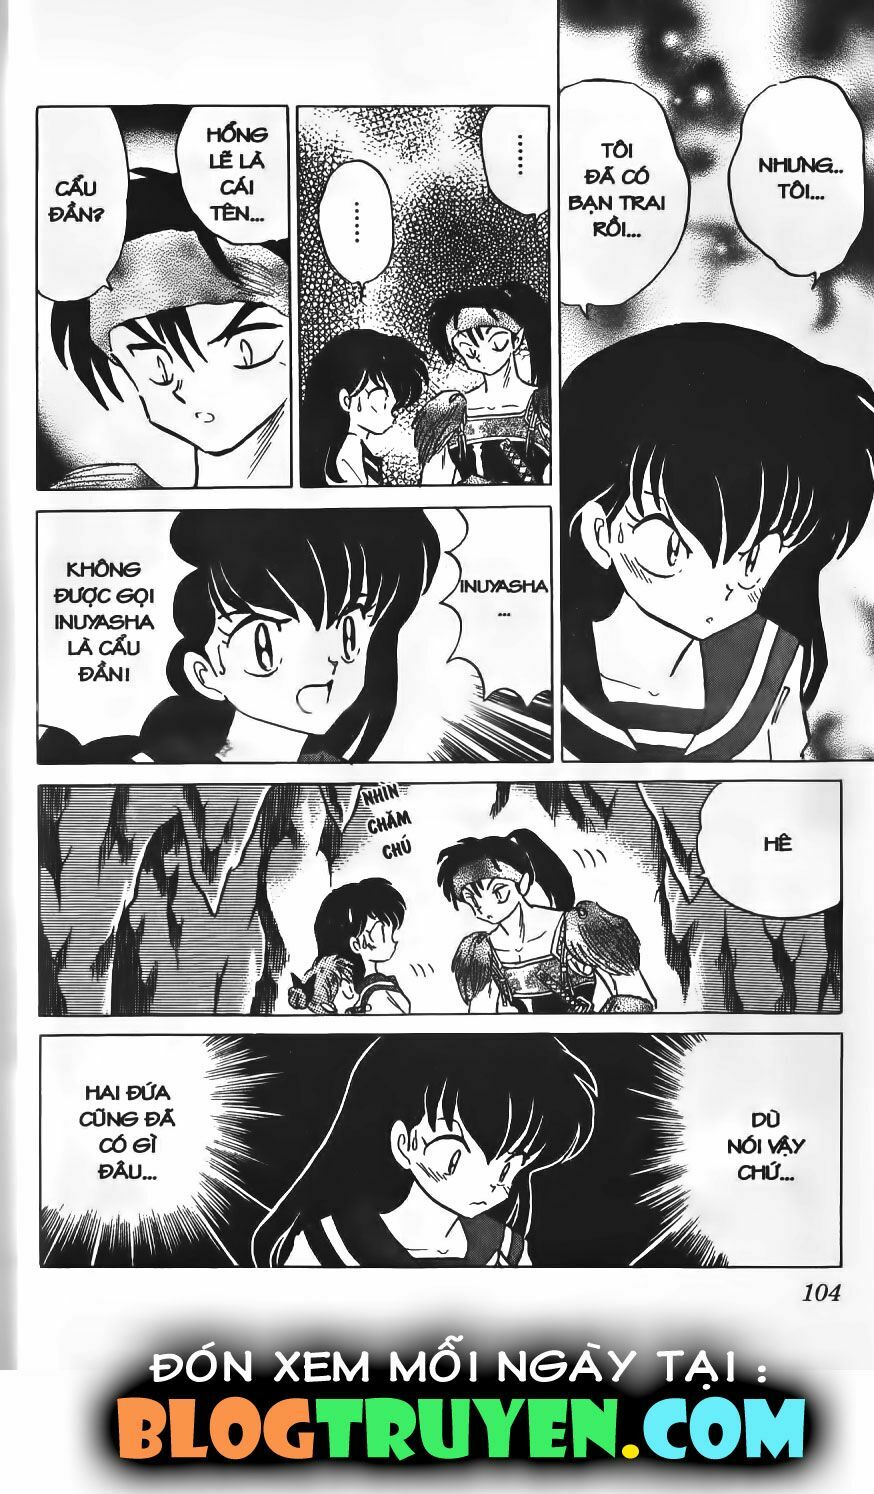 NHƯNG...
TÔI...
TÔI
ĐÃ CÓ
BẠN TRAI
RỒI...
........
........
HỔNG
LẼ LÀ
CÁI
TÊN...
CẨU
ĐẦN?
INUYASHA
...
KHÔNG
ĐƯỢC GỌI
INUYASHA
LÀ CẨU
ĐẦN!
HÊ
NHÌN
CHĂM
CHÚ
DÙ
NÓI VẬY
CHỨ...
HAI ĐỨA
CŨNG ĐÃ
CÓ GÌ
ĐÂU...
104
ĐÓN XEM MỖI NGÀY TẠI :
BLOGTRUYEN.COM